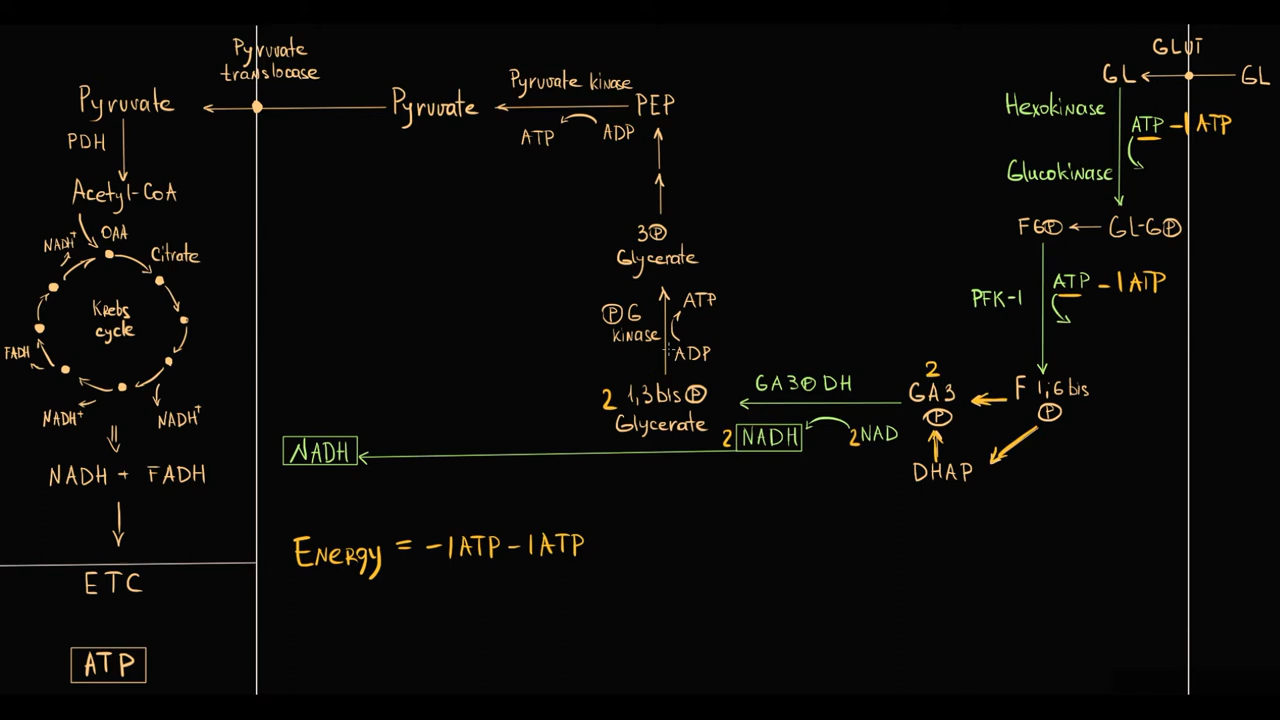 GLUT
GL
GL
Hexokinase
ATP
-1 ATP
Glucokinase
F6P
GL-6P
PFK-1
ATP
-1 ATP
F 1,6 bis
P
2
GA3
P
DHAP
GA3PDH
2NAD
2 NADH
2 1,3 bis P
Glycerate
PG
kinase
ATP
ADP
3P
Glycerate
PEP
Pyruvate kinase
ATP
ADP
Pyruvate
Pyruvate
translocase
Pyruvate
PDH
Acetyl-CoA
OAA
NADH+
Citrate
Krebs
cycle
FADH
NADH+
NADH+
NADH + FADH
NADH
Energy = -1ATP-1ATP
ETC
ATP